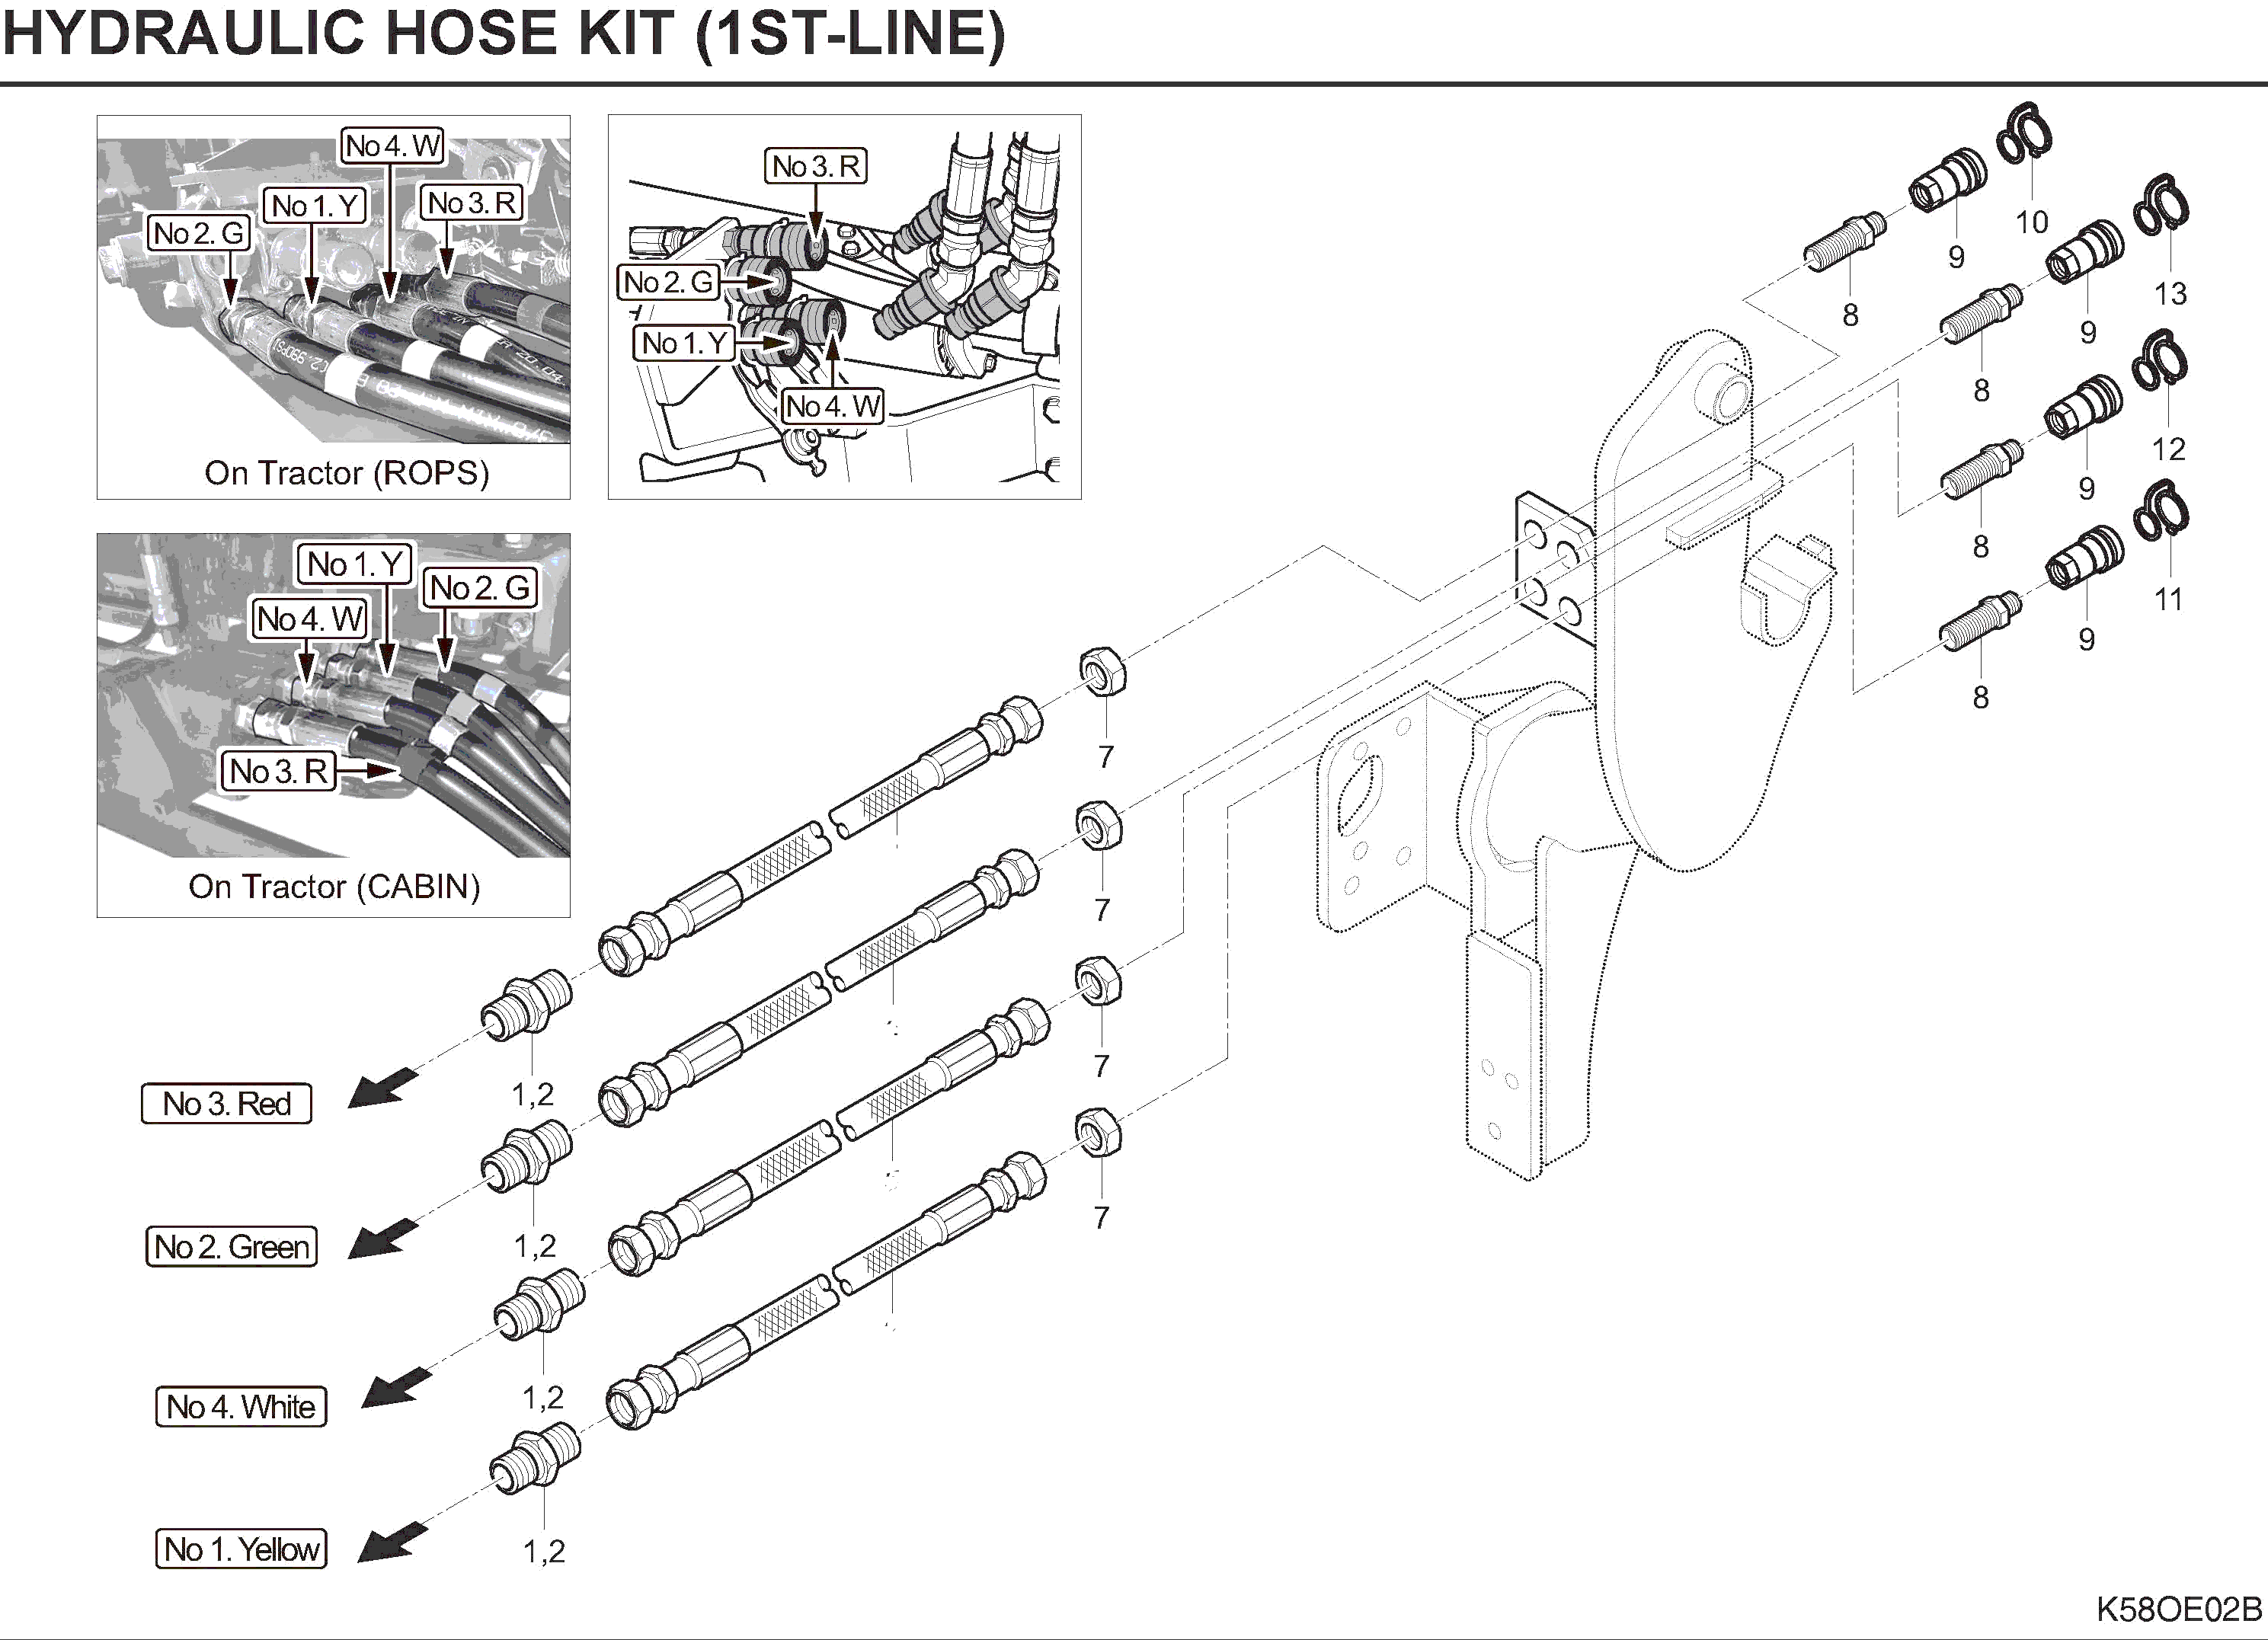 HYDRAULIC HOSE KIT (1ST-LINE)
No 4. W
No 1. Y
No 3. R
No 2. G
On Tractor (ROPS)
No 3. R
No 2. G
No 1. Y
No 4. W
No 1. Y
No 2. G
No 4. W
No 3. R
On Tractor (CABIN)
10
9
8
13
9
8
12
9
8
11
9
8
7
7
7
7
1,2
No 3. Red
1,2
No 2. Green
1,2
No 4. White
1,2
No 1. Yellow
K58OE02B